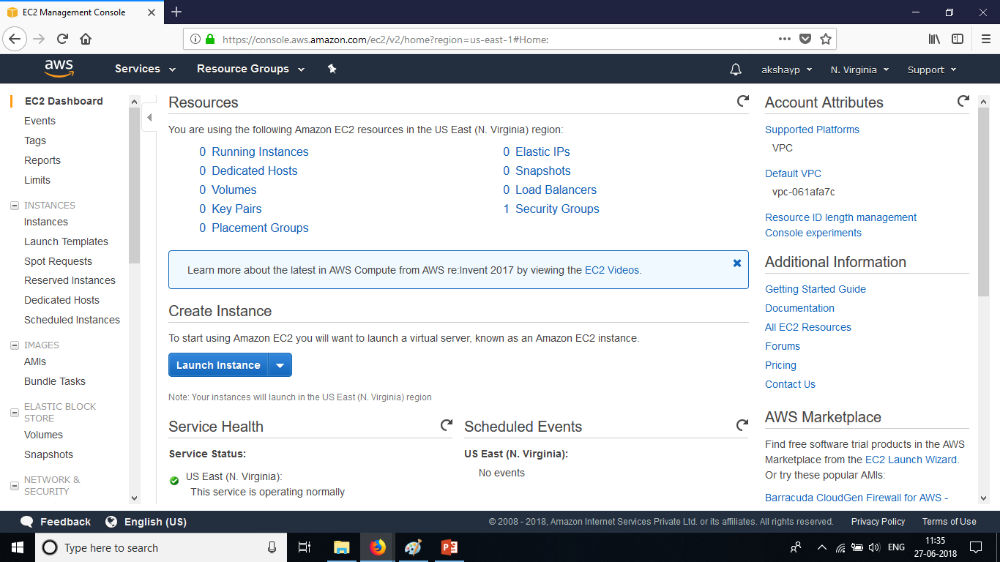 EC2 Management Console
https://console.aws.amazon.com/ec2/v2/home?region=us-east-1#Home:
aws
Services
Resource Groups
akshayp
N. Virginia
Support
EC2 Dashboard
Events
Tags
Reports
Limits
INSTANCES
Instances
Launch Templates
Spot Requests
Reserved Instances
Dedicated Hosts
Scheduled Instances
IMAGES
AMIs
Bundle Tasks
ELASTIC BLOCK
STORE
Volumes
Snapshots
NETWORK &
SECURITY
Resources
You are using the following Amazon EC2 resources in the US East (N. Virginia) region:
0 Running Instances
0 Dedicated Hosts
0 Volumes
0 Key Pairs
0 Placement Groups
0 Elastic IPs
0 Snapshots
0 Load Balancers
1 Security Groups
Learn more about the latest in AWS Compute from AWS re:Invent 2017 by viewing the EC2 Videos.
Create Instance
To start using Amazon EC2 you will want to launch a virtual server, known as an Amazon EC2 instance.
Launch Instance
Note: Your instances will launch in the US East (N. Virginia) region
Service Health
Service Status:
US East (N. Virginia):
This service is operating normally
Scheduled Events
US East (N. Virginia):
No events
Account Attributes
Supported Platforms
VPC
Default VPC
vpc-061afa7c
Resource ID length management
Console experiments
Additional Information
Getting Started Guide
Documentation
All EC2 Resources
Forums
Pricing
Contact Us
AWS Marketplace
Find free software trial products in the AWS
Marketplace from the EC2 Launch Wizard.
Or try these popular AMIs:
Barracuda CloudGen Firewall for AWS -
Feedback
English (US)
© 2008 - 2018, Amazon Internet Services Private Ltd. or its affiliates. All rights reserved.
Privacy Policy
Terms of Use
Type here to search
ENG
11:35
27-06-2018